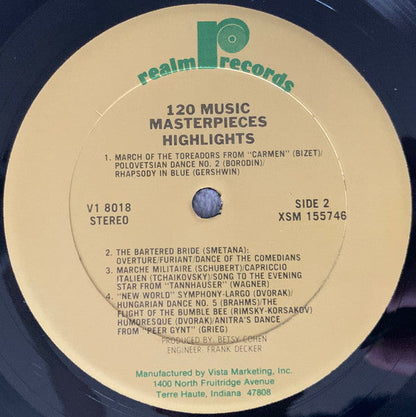 realm records
120 MUSIC
MASTERPIECES
HIGHLIGHTS
1. MARCH OF THE TOREADORS FROM "CARMEN" (BIZET)/
POLOVETSIAN DANCE NO. 2 (BORODIN)/
RHAPSODY IN BLUE (GERSHWIN)
V1 8018
STEREO
SIDE 2
XSM 155746
2. THE BARTERED BRIDE (SMETANA):
OVERTURE/FURIANT/DANCE OF THE COMEDIANS
3. MARCHE MILITAIRE (SCHUBERT)/CAPRICCIO
ITALIEN (TCHAIKOVSKY)/SONG TO THE EVENING
STAR FROM "TANNHAUSER" (WAGNER)
4. "NEW WORLD" SYMPHONY-LARGO (DVORAK)/
HUNGARIAN DANCE NO. 5 (BRAHMS)/THE
FLIGHT OF THE BUMBLE BEE (RIMSKY-KORSAKOV)
HUMORESQUE (DVORAK)/ANITRA'S DANCE
FROM "PEER GYNT" (GRIEG)
PRODUCED BY: BETSY COHEN
ENGINEER: FRANK DECKER
Manufactured by Vista Marketing, Inc.
1400 North Fruitridge Avenue
Terre Haute, Indiana 47808